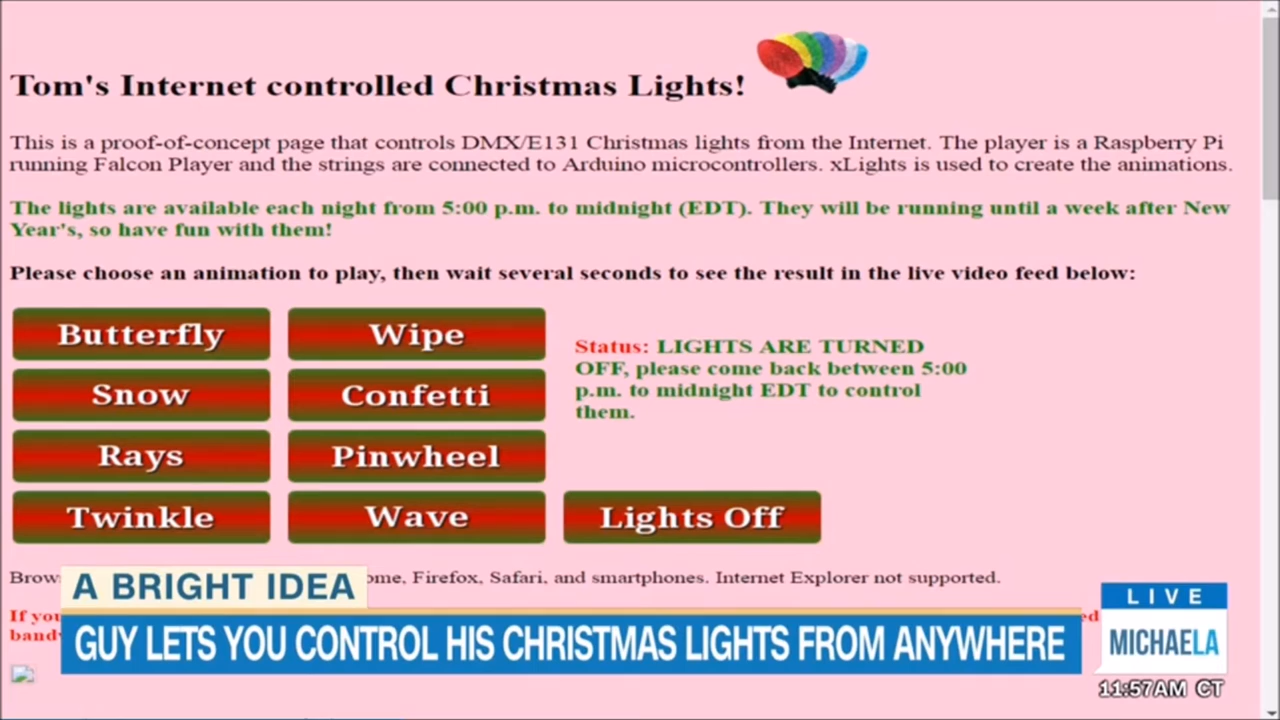 Tom's Internet controlled Christmas Lights!
This is a proof-of-concept page that controls DMX/E131 Christmas lights from the Internet. The player is a Raspberry Pi
running Falcon Player and the strings are connected to Arduino microcontrollers. xLights is used to create the animations.
The lights are available each night from 5:00 p.m. to midnight (EDT). They will be running until a week after New
Year's, so have fun with them!
Please choose an animation to play, then wait several seconds to see the result in the live video feed below:
Butterfly
Wipe
Snow
Confetti
Rays
Pinwheel
Twinkle
Wave
Lights Off
Status: LIGHTS ARE TURNED
OFF, please come back between 5:00
p.m. to midnight EDT to control
them.
Firefox, Safari, and smartphones. Internet Explorer not supported.
If
A BRIGHT IDEA
GUY LETS YOU CONTROL HIS CHRISTMAS LIGHTS FROM ANYWHERE
LIVE
MICHAELA
11:57AM CT